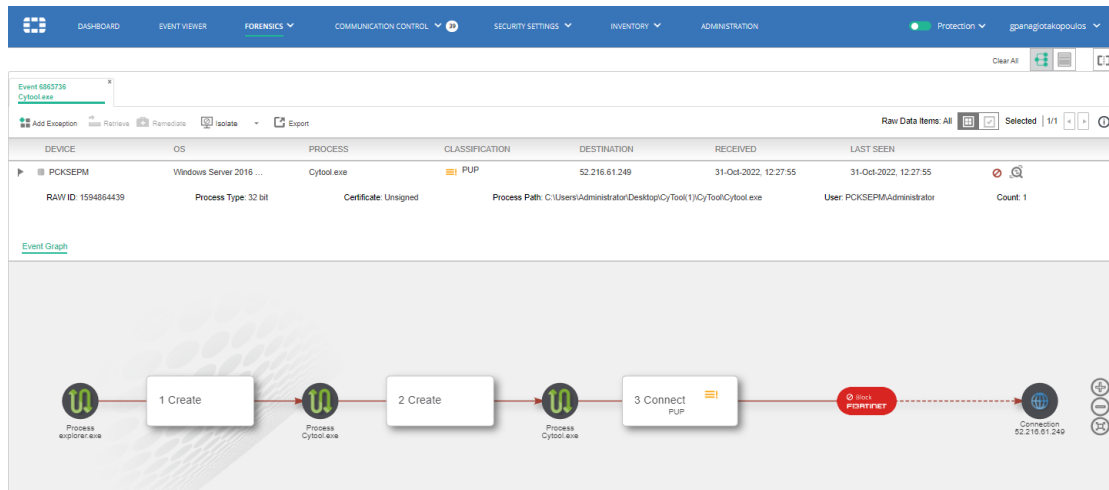 DASHBOARD EVENT VIEWER FORENSICS COMMUNICATION CONTROL 39 SECURITY SETTINGS INVENTORY ADMINISTRATION Protection gpanagiotakopoulos
Clear All
Event 6865736 x
Cytool.exe
Add Exception Retrieve Remediate Isolate Export Raw Data Items: All Selected 1/1
DEVICE OS PROCESS CLASSIFICATION DESTINATION RECEIVED LAST SEEN
PCKSEPM Windows Server 2016 ... Cytool.exe PUP 52.216.61.249 31-Oct-2022, 12:27:55 31-Oct-2022, 12:27:55
RAW ID: 1594864439 Process Type: 32 bit Certificate: Unsigned Process Path: C:\Users\Administrator\Desktop\CyTool(1)\CyTool\Cytool.exe User: PCKSEPM\Administrator Count: 1
Event Graph
1 Create 2 Create 3 Connect
PUP
Block
FORTINET
Process
explorer.exe
Process
Cytool.exe
Process
Cytool.exe
Connection
52.216.61.249